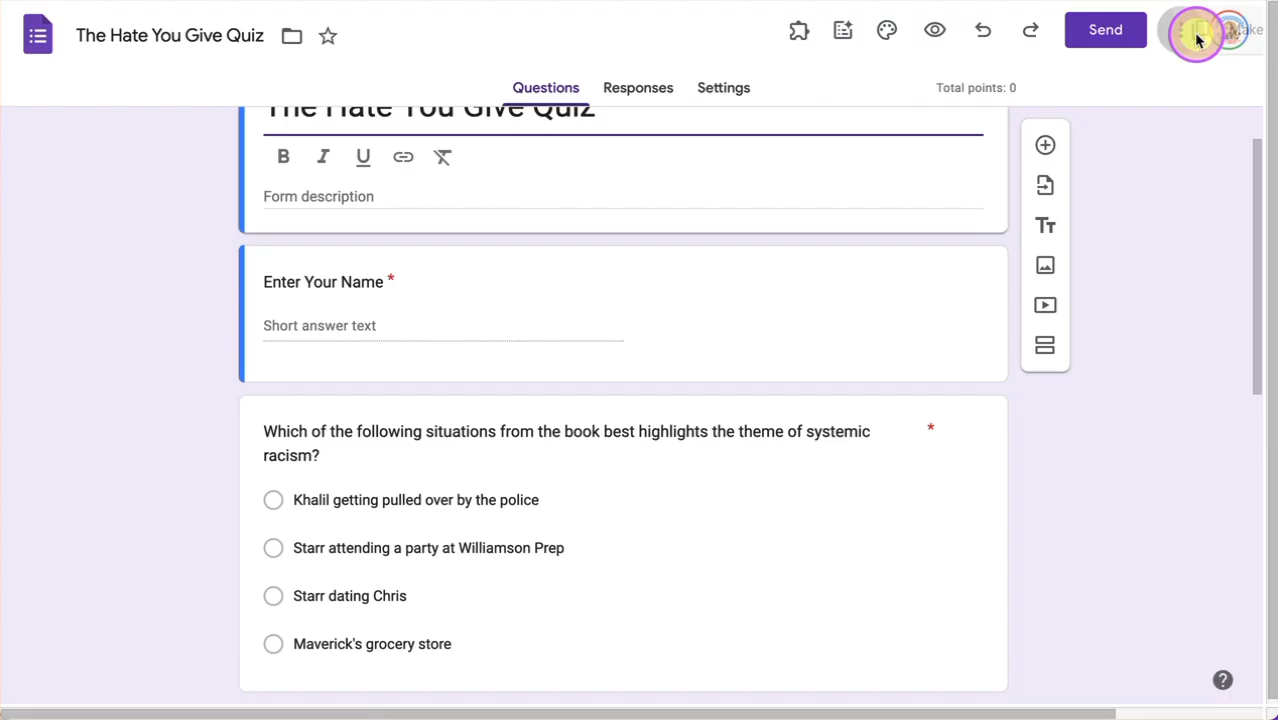 The Hate You Give Quiz
Send
Make
Questions Responses Settings Total points: 0
The Hate You Give Quiz
B I U
Form description
Enter Your Name *
Short answer text
Which of the following situations from the book best highlights the theme of systemic *
racism?
Khalil getting pulled over by the police
Starr attending a party at Williamson Prep
Starr dating Chris
Maverick's grocery store